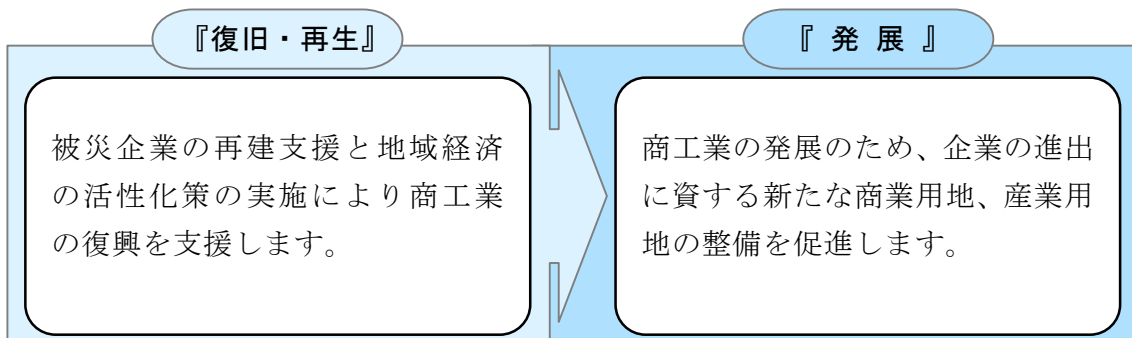 『復旧・再生』
被災企業の再建支援と地域経済
の活性化策の実施により商工業
の復興を支援します。
『 発 展 』
商工業の発展のため、企業の進出
に資する新たな商業用地、産業用
地の整備を促進します。